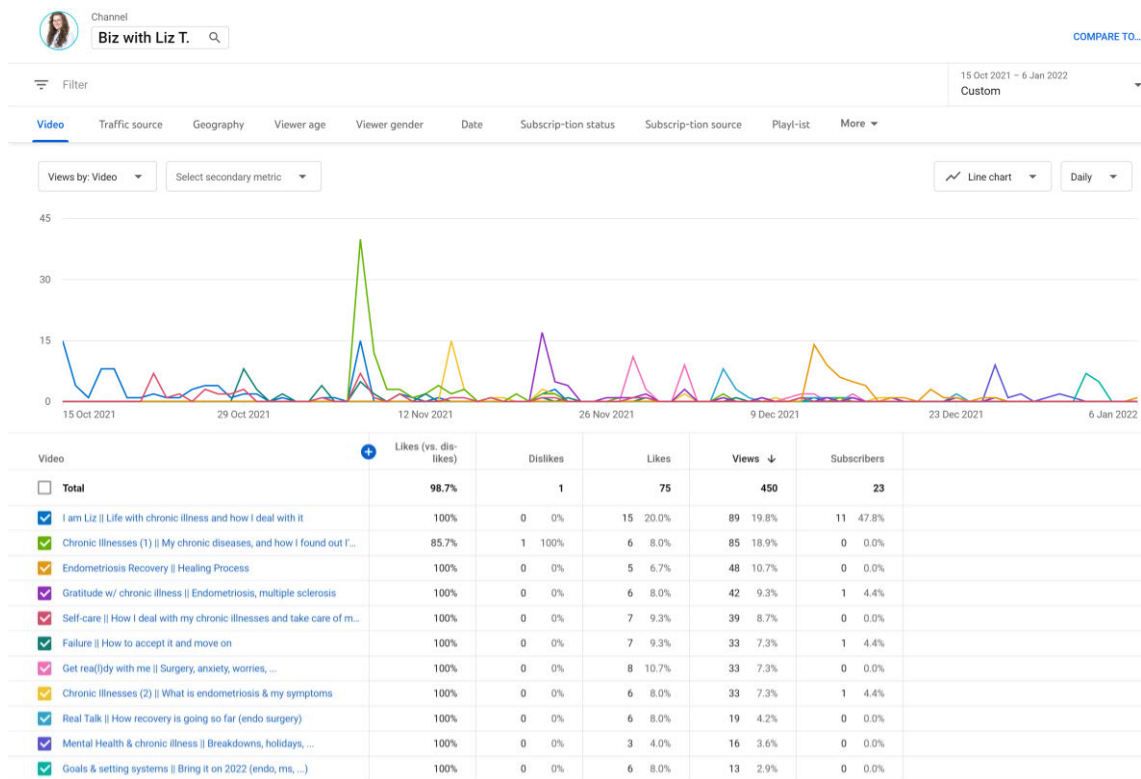 Channel
Biz with Liz T.
COMPARE TO...
Filter
15 Oct 2021 – 6 Jan 2022
Custom
Video Traffic source Geography Viewer age Viewer gender Date Subscrip-tion status Subscrip-tion source Playl-ist More
Views by: Video Select secondary metric Line chart Daily
45
30
15
0
15 Oct 2021 29 Oct 2021 12 Nov 2021 26 Nov 2021 9 Dec 2021 23 Dec 2021 6 Jan 2022
Video Likes (vs. dis-likes) Dislikes Likes Views ↓ Subscribers
Total 98.7% 1 75 450 23
I am Liz || Life with chronic illness and how I deal with it 100% 0 0% 15 20.0% 89 19.8% 11 47.8%
Chronic Illnesses (1) || My chronic diseases, and how I found out I'... 85.7% 1 100% 6 8.0% 85 18.9% 0 0.0%
Endometriosis Recovery || Healing Process 100% 0 0% 5 6.7% 48 10.7% 0 0.0%
Gratitude w/ chronic illness || Endometriosis, multiple sclerosis 100% 0 0% 6 8.0% 42 9.3% 1 4.4%
Self-care || How I deal with my chronic illnesses and take care of m... 100% 0 0% 7 9.3% 39 8.7% 0 0.0%
Failure || How to accept it and move on 100% 0 0% 7 9.3% 33 7.3% 1 4.4%
Get rea(l)dy with me || Surgery, anxiety, worries, ... 100% 0 0% 8 10.7% 33 7.3% 0 0.0%
Chronic Illnesses (2) || What is endometriosis & my symptoms 100% 0 0% 6 8.0% 33 7.3% 1 4.4%
Real Talk || How recovery is going so far (endo surgery) 100% 0 0% 6 8.0% 19 4.2% 0 0.0%
Mental Health & chronic illness || Breakdowns, holidays, ... 100% 0 0% 3 4.0% 16 3.6% 0 0.0%
Goals & setting systems || Bring it on 2022 (endo, ms, ...) 100% 0 0% 6 8.0% 13 2.9% 0 0.0%